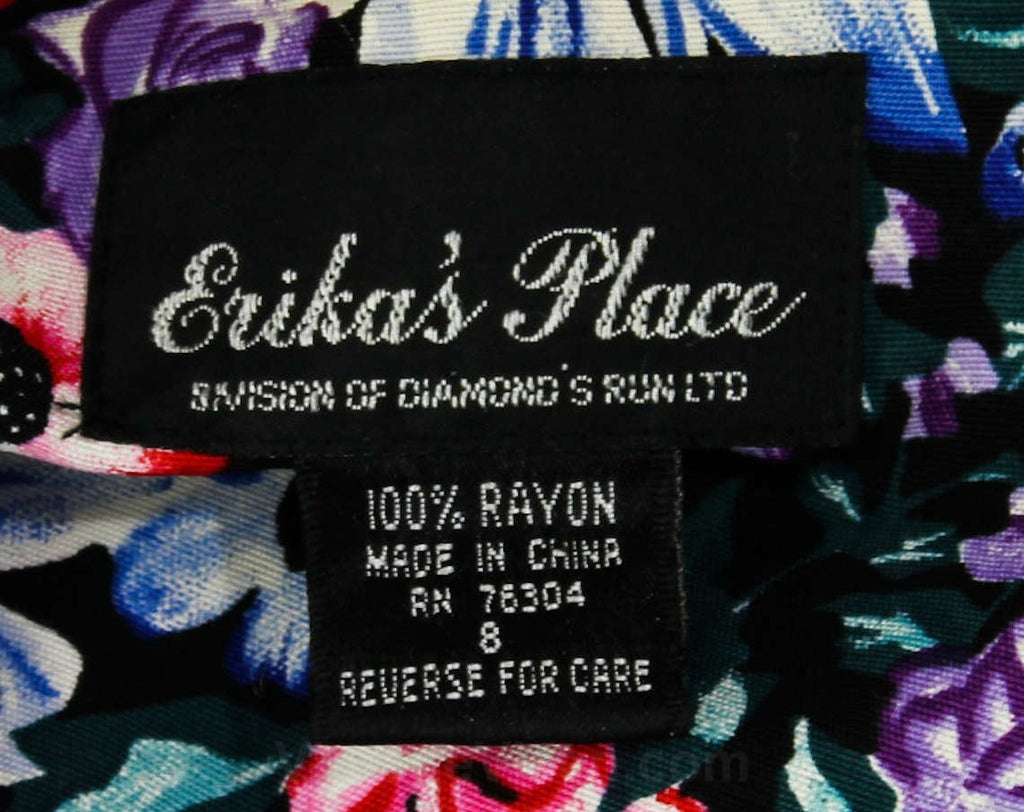 Erika's Place
DIVISION OF DIAMOND'S RUN LTD
100% RAYON
MADE IN CHINA
RN 76304
8
REVERSE FOR CARE